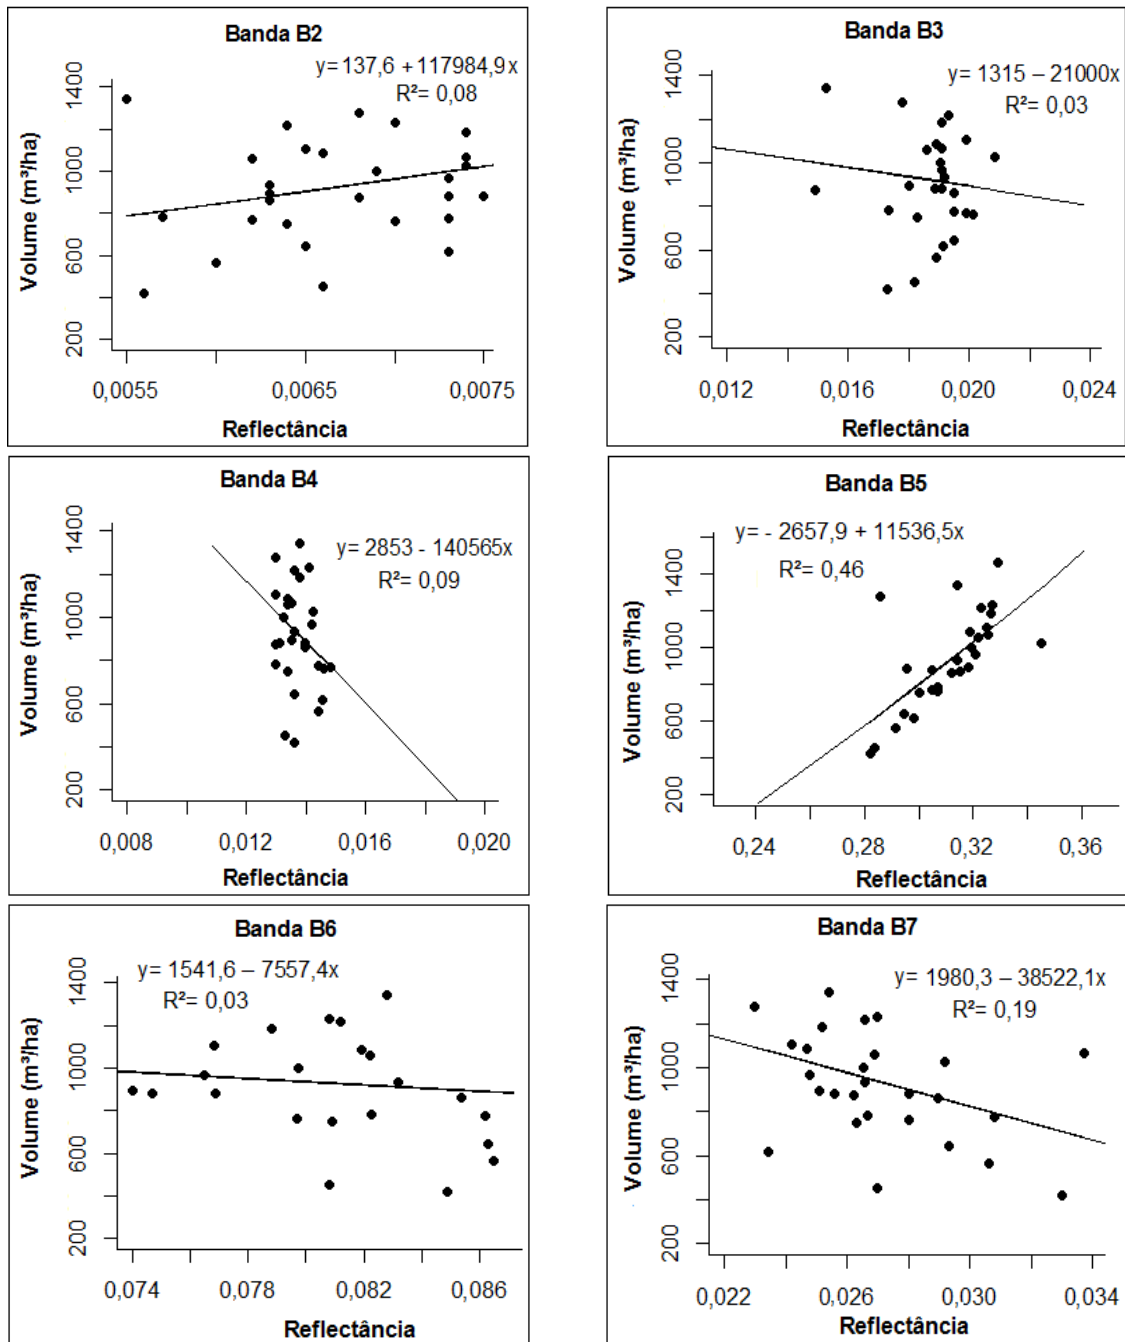 Banda B2
y= 137,6 + 117984,9x
R²= 0,08
Volume (m³/ha)
1400
1000
600
200
0,0055
0,0065
0,0075
Reflectância
Banda B3
y= 1315 – 21000x
R²= 0,03
Volume (m³/ha)
1400
1000
600
200
0,012
0,016
0,020
0,024
Reflectância
Banda B4
y= 2853 - 140565x
R²= 0,09
Volume (m³/ha)
1400
1000
600
200
0,008
0,012
0,016
0,020
Reflectância
Banda B5
y= - 2657,9 + 11536,5x
R²= 0,46
Volume (m³/ha)
1400
1000
600
200
0,24
0,28
0,32
0,36
Reflectância
Banda B6
y= 1541,6 – 7557,4x
R²= 0,03
Volume (m³/ha)
1400
1000
600
200
0,074
0,078
0,082
0,086
Reflectância
Banda B7
y= 1980,3 – 38522,1x
R²= 0,19
Volume (m³/ha)
1400
1000
600
200
0,022
0,026
0,030
0,034
Reflectância